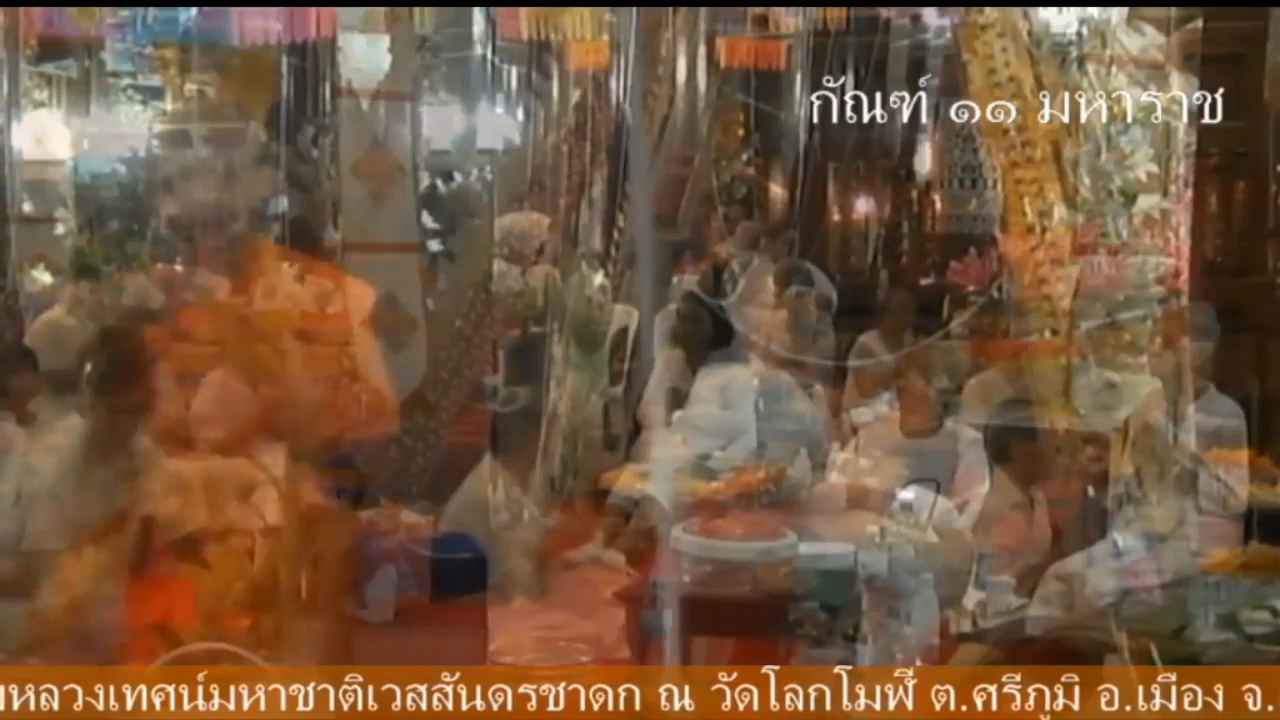 กัณฑ์ ๑๑ มหาราช
หลวงเทศน์มหาชาติเวสสันดรชาดก ณ วัดโลกโมฬี ต.ศรีภูมิ อ.เมือง จ.